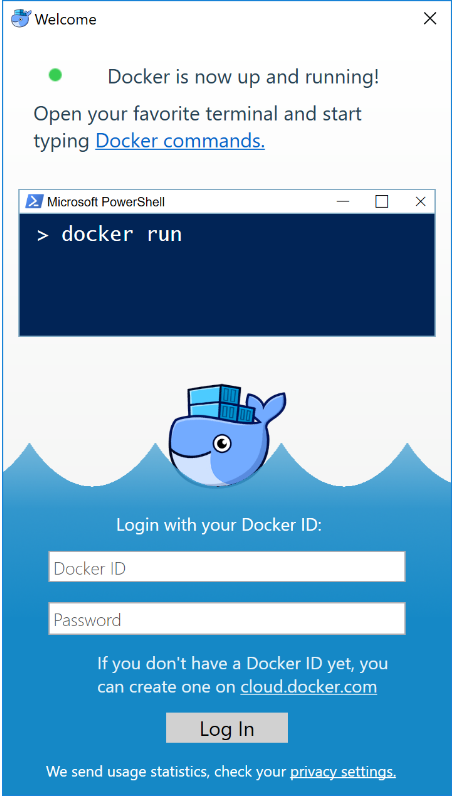 Welcome
Docker is now up and running!
Open your favorite terminal and start
typing Docker commands.
Microsoft PowerShell
> docker run
Login with your Docker ID:
Docker ID
Password
If you don't have a Docker ID yet, you
can create one on cloud.docker.com
Log In
We send usage statistics, check your privacy settings.